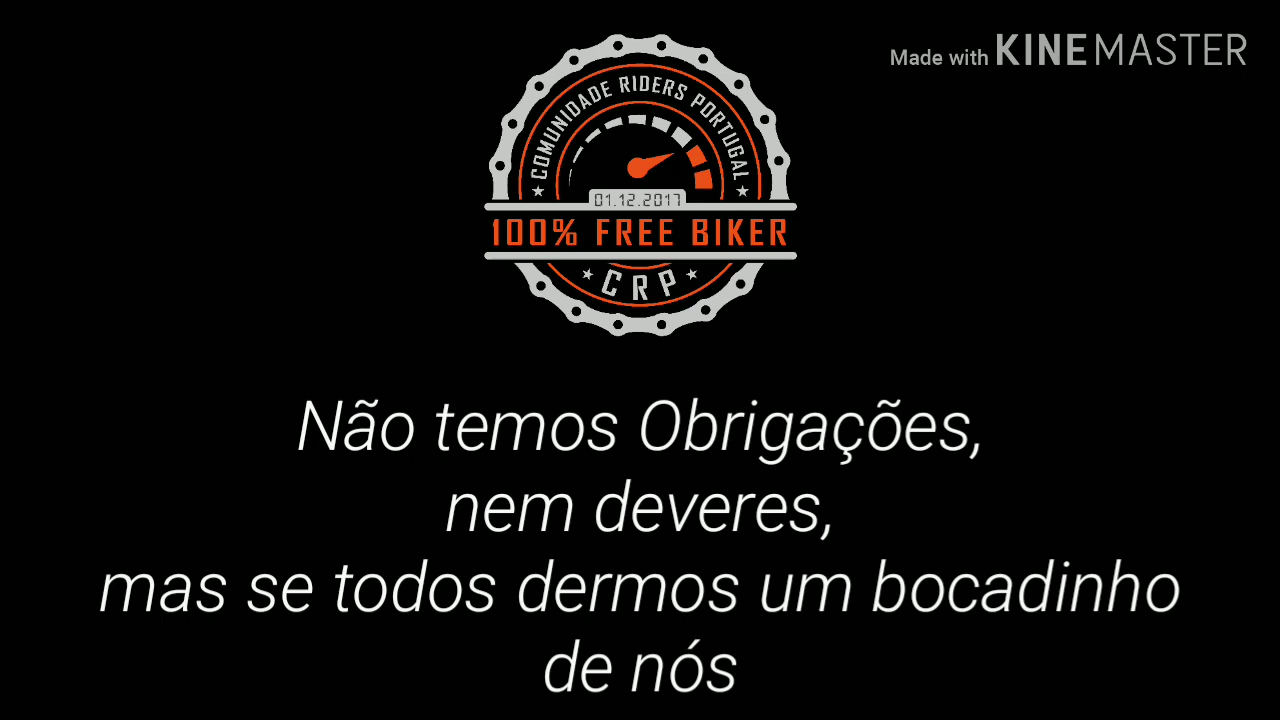 Made with KINEMASTER
COMUNIDADE RIDERS PORTUGAL
01.12.2017
100% FREE BIKER
CRP
Não temos Obrigações,
nem deveres,
mas se todos dermos um bocadinho
de nós